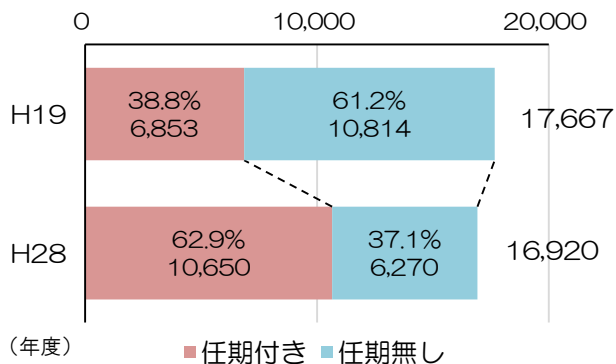 0 10,000 20,000
H19 38.8% 61.2%
6,853 10,814 17,667
H28 62.9% 37.1%
10,650 6,270 16,920
（年度） 任期付き 任期無し